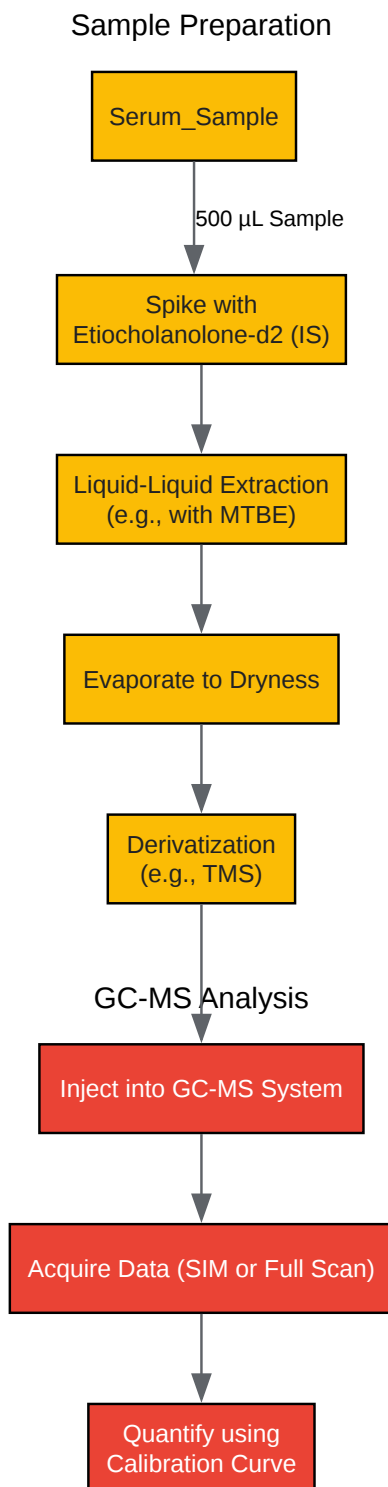 Sample Preparation
Serum_Sample
500 µL Sample
Spike with
Etiocholanolone-d2 (IS)
Liquid-Liquid Extraction
(e.g., with MTBE)
Evaporate to Dryness
Derivatization
(e.g., TMS)
GC-MS Analysis
Inject into GC-MS System
Acquire Data (SIM or Full Scan)
Quantify using
Calibration Curve